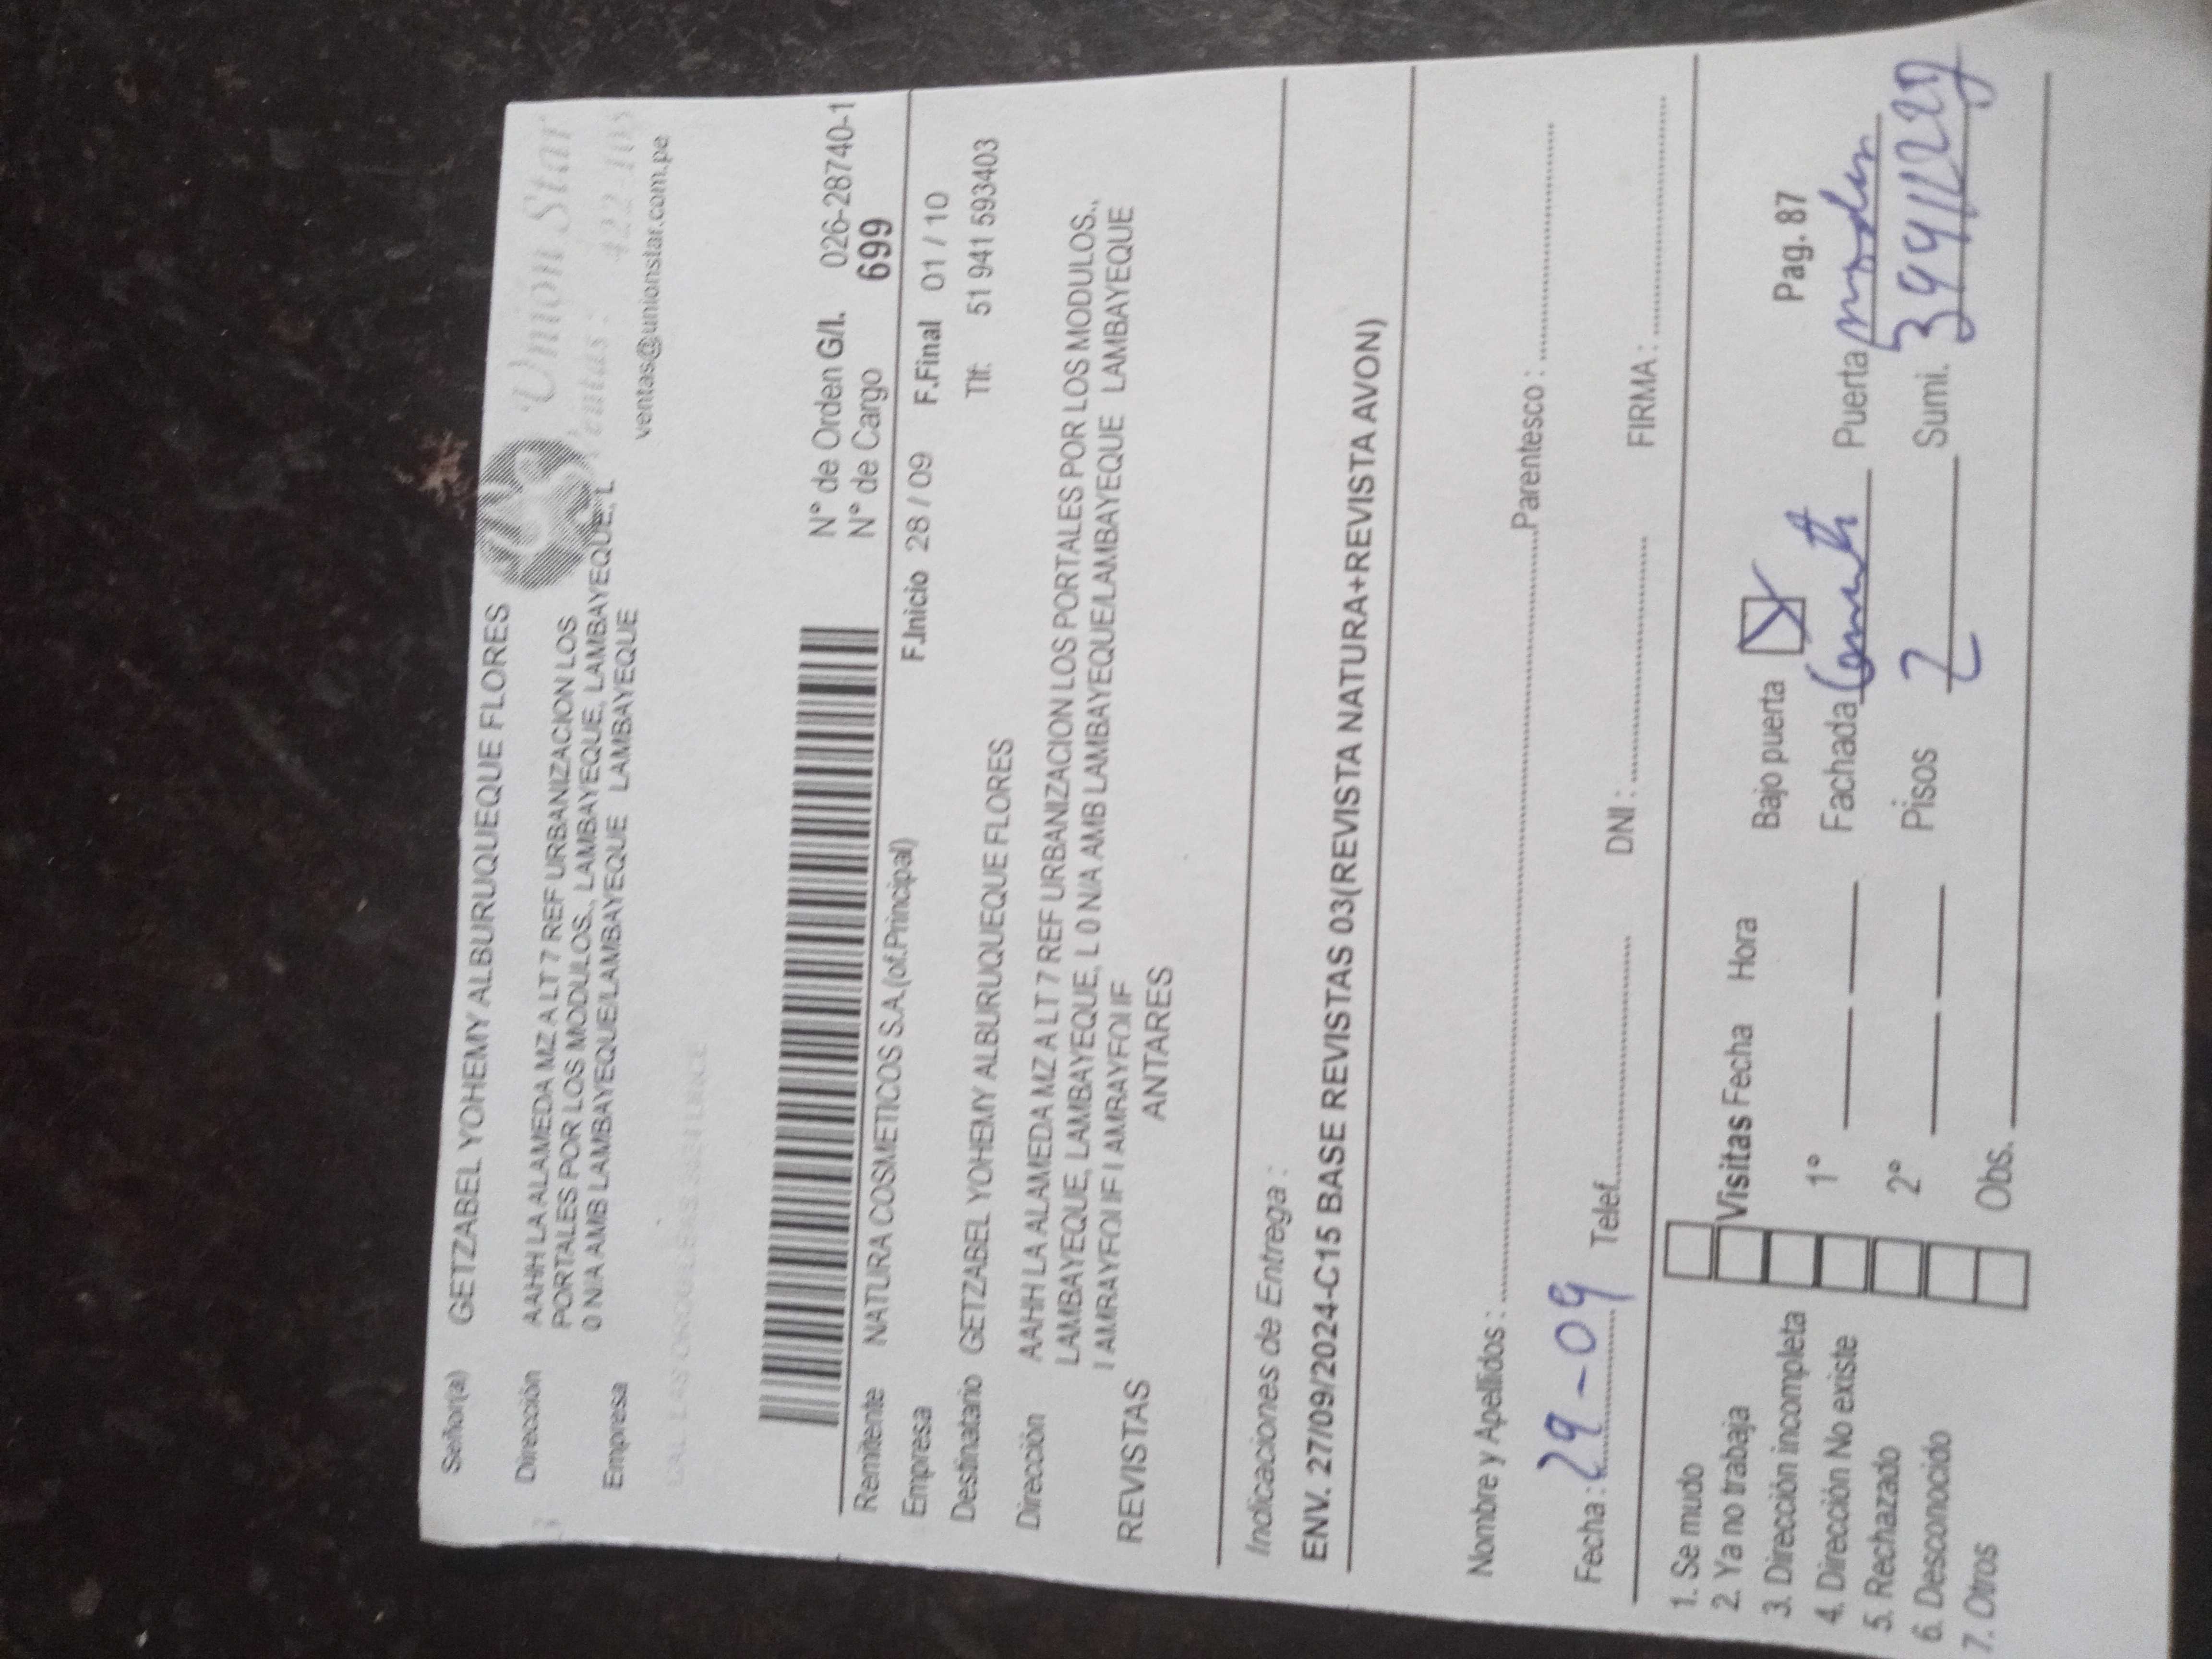 Señor(a) GETZABEL YOHEMY ALBURUQUEQUE FLORES
Union Star
Dirección AAHH LA ALAMEDA MZ A LT 7 REF URBANIZACION LOS
PORTALES POR LOS MODULOS., LAMBAYEQUE, LAMBAYEQUE, L
0 N/A AMB LAMBAYEQUE/LAMBAYEQUE LAMBAYEQUE
Empresa
ventas@unionstar.com.pe
N° de Orden G/I. 026-28740-1
N° de Cargo 699
Remitente NATURA COSMETICOS S.A.(of.Principal)
Empresa F.Inicio 28 / 09 F.Final 01 / 10
Destinatario GETZABEL YOHEMY ALBURUQUEQUE FLORES Tlf: 51 941 593403
Dirección AAHH LA ALAMEDA MZ A LT 7 REF URBANIZACION LOS PORTALES POR LOS MODULOS.,
LAMBAYEQUE, LAMBAYEQUE, L 0 N/A AMB LAMBAYEQUE/LAMBAYEQUE LAMBAYEQUE
REVISTAS ANTARES
Indicaciones de Entrega :
ENV. 27/09/2024-C15 BASE REVISTAS 03(REVISTA NATURA+REVISTA AVON)
Nombre y Apellidos : Parentesco :
Fecha : 29-09 Telef. DNI : FIRMA :
1. Se mudo
2. Ya no trabaja Visitas Fecha Hora Bajo puerta Pag. 87
3. Dirección incompleta
4. Dirección No existe 1° Fachada Puerta
5. Rechazado
6. Desconocido 2° Pisos 2 Sumi.
7. Otros Obs.